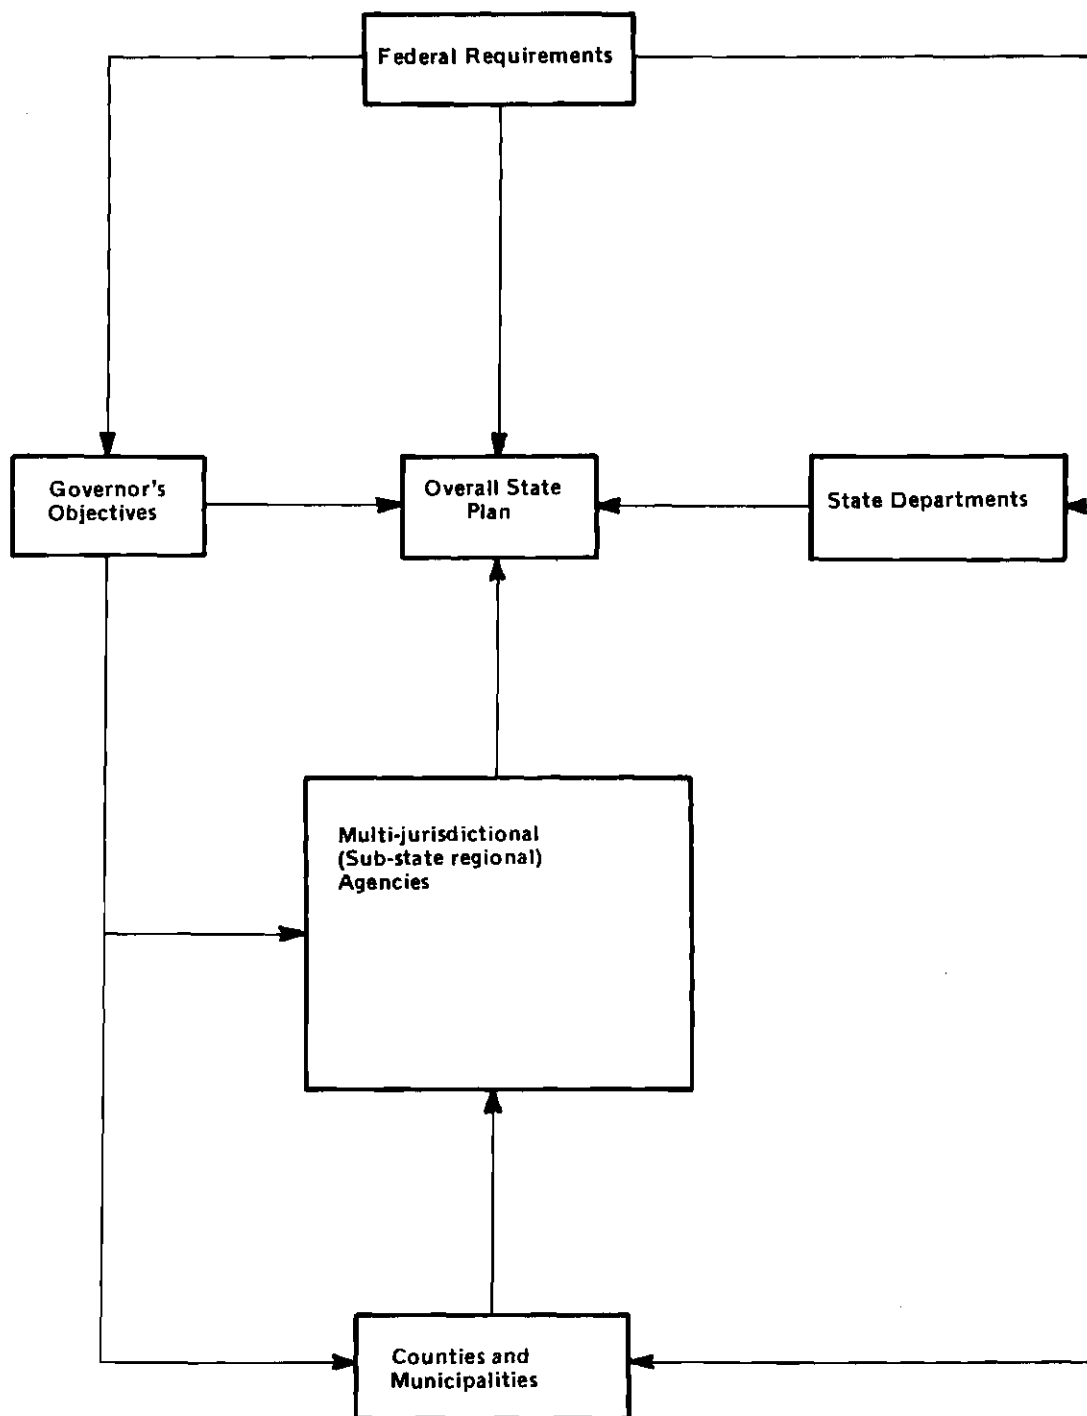 Federal Requirements
Governor's
Objectives
Overall State
Plan
State Departments
Multi-jurisdictional
(Sub-state regional)
Agencies
Counties and
Municipalities